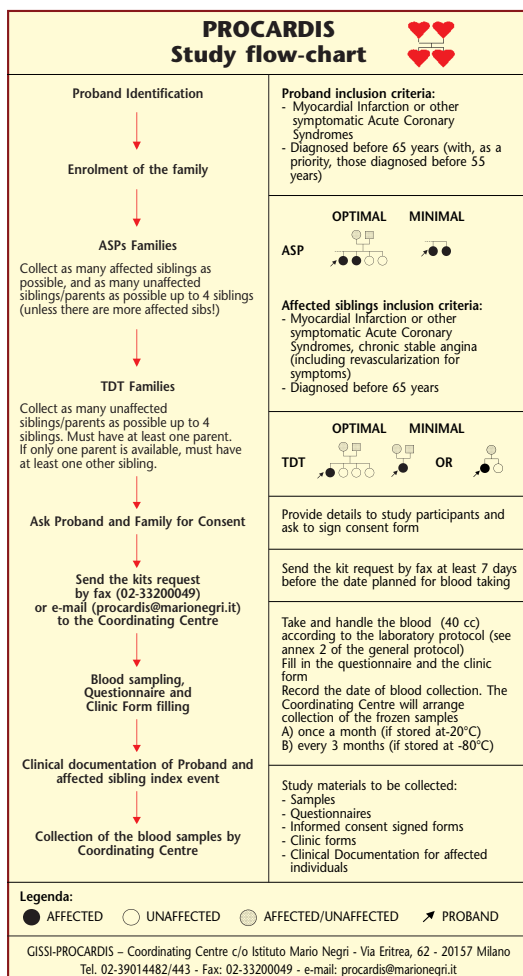 PROCARDIS
Study flow-chart
Proband Identification
Enrolment of the family
ASPs Families
Collect as many affected siblings as
possible, and as many unaffected
siblings/parents as possible up to 4 siblings
(unless there are more affected sibs!)
TDT Families
Collect as many unaffected
siblings/parents as possible up to 4
siblings. Must have at least one parent.
If only one parent is available, must have
at least one other sibling.
Ask Proband and Family for Consent
Send the kits request
by fax (02-33200049)
or e-mail (procardis@marionegri.it)
to the Coordinating Centre
Blood sampling,
Questionnaire and
Clinic Form filling
Clinical documentation of Proband and
affected sibling index event
Collection of the blood samples by
Coordinating Centre
Proband inclusion criteria:
- Myocardial Infarction or other
symptomatic Acute Coronary
Syndromes
- Diagnosed before 65 years (with, as a
priority, those diagnosed before 55
years)
OPTIMAL MINIMAL
ASP
Affected siblings inclusion criteria:
- Myocardial Infarction or other
symptomatic Acute Coronary
Syndromes, chronic stable angina
(including revascularization for
symptoms)
- Diagnosed before 65 years
OPTIMAL MINIMAL
TDT OR
Provide details to study participants and
ask to sign consent form
Send the kit request by fax at least 7 days
before the date planned for blood taking
Take and handle the blood (40 cc)
according to the laboratory protocol (see
annex 2 of the general protocol)
Fill in the questionnaire and the clinic
form
Record the date of blood collection. The
Coordinating Centre will arrange
collection of the frozen samples
A) once a month (if stored at-20°C)
B) every 3 months (if stored at -80°C)
Study materials to be collected:
- Samples
- Questionnaires
- Informed consent signed forms
- Clinic forms
- Clinical Documentation for affected
individuals
Legenda:
AFFECTED UNAFFECTED AFFECTED/UNAFFECTED PROBAND
GISSI-PROCARDIS – Coordinating Centre c/o Istituto Mario Negri - Via Eritrea, 62 - 20157 Milano
Tel. 02-39014482/443 - Fax: 02-33200049 - e-mail: procardis@marionegri.it